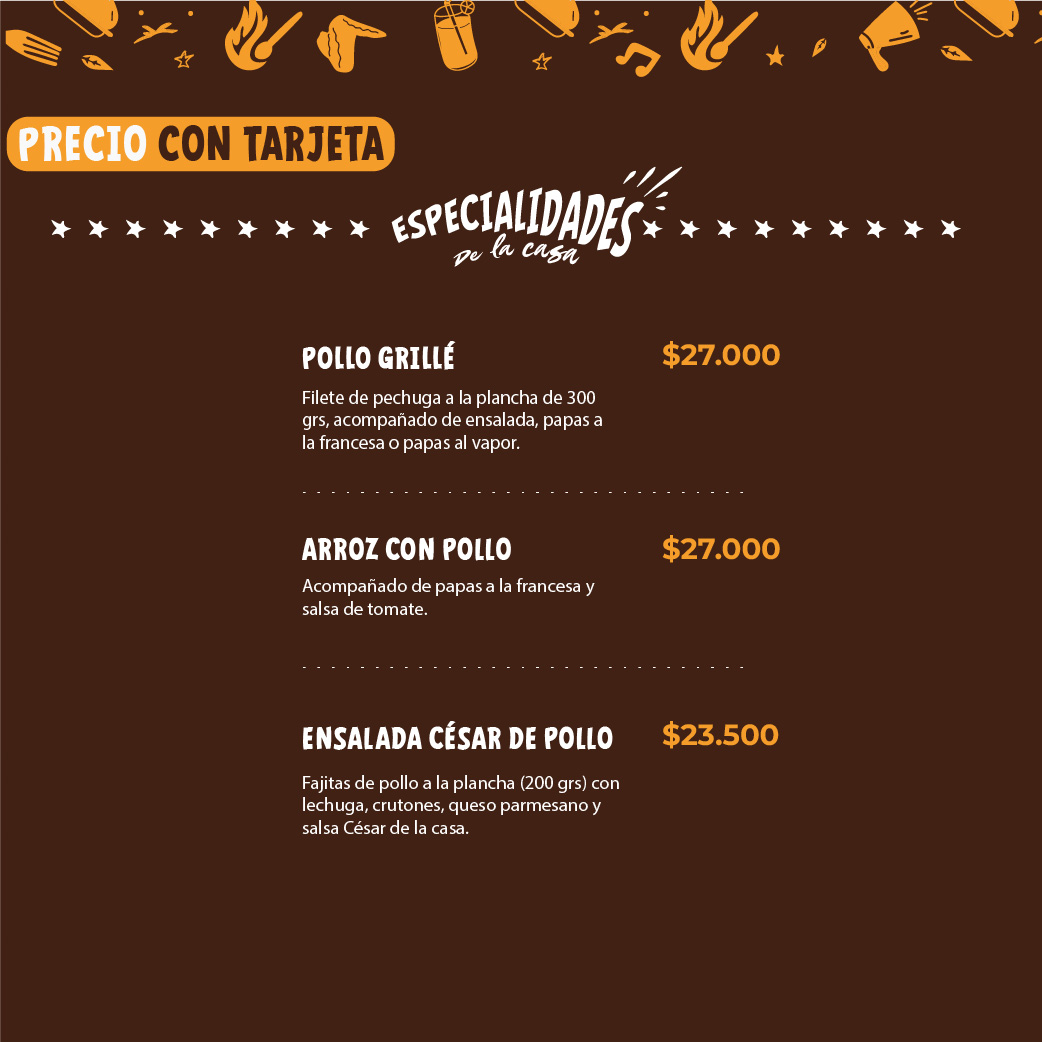 PRECIO CON TARJETA
ESPECIALIDADES
De la casa
POLLO GRILLÉ $27.000
Filete de pechuga a la plancha de 300
grs, acompañado de ensalada, papas a
la francesa o papas al vapor.
ARROZ CON POLLO $27.000
Acompañado de papas a la francesa y
salsa de tomate.
ENSALADA CÉSAR DE POLLO $23.500
Fajitas de pollo a la plancha (200 grs) con
lechuga, crutones, queso parmesano y
salsa César de la casa.